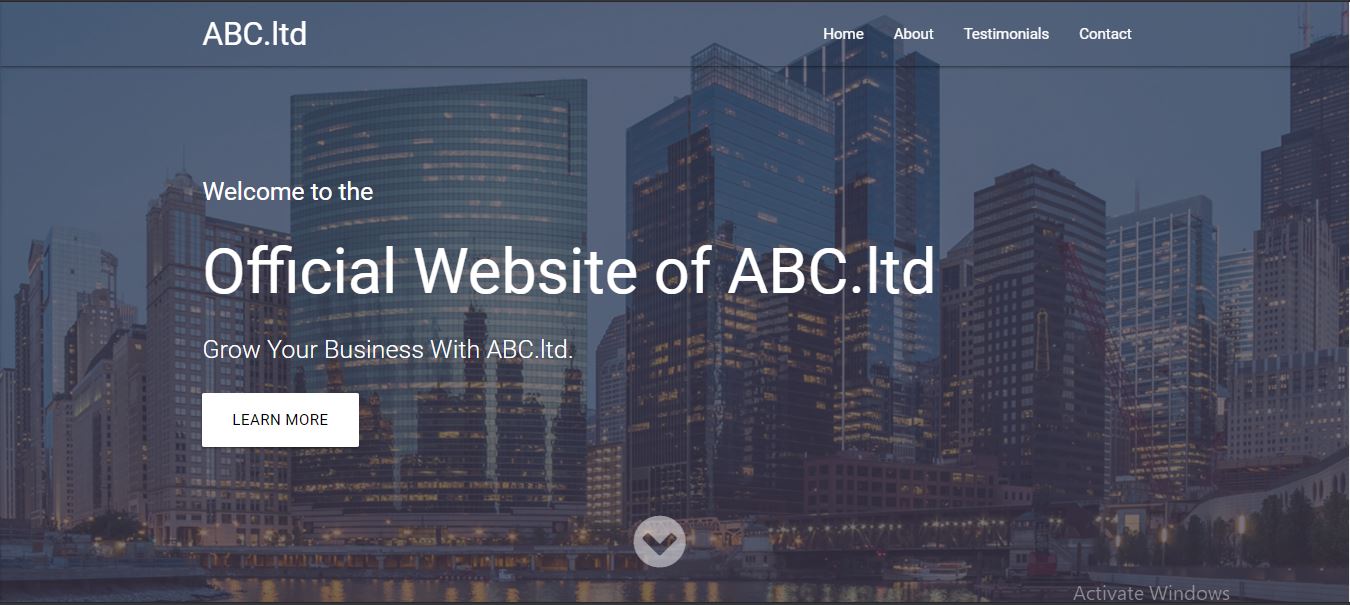 ABC.ltd
Home About Testimonials Contact
Welcome to the
Official Website of ABC.ltd
Grow Your Business With ABC.ltd.
LEARN MORE
Activate Windows